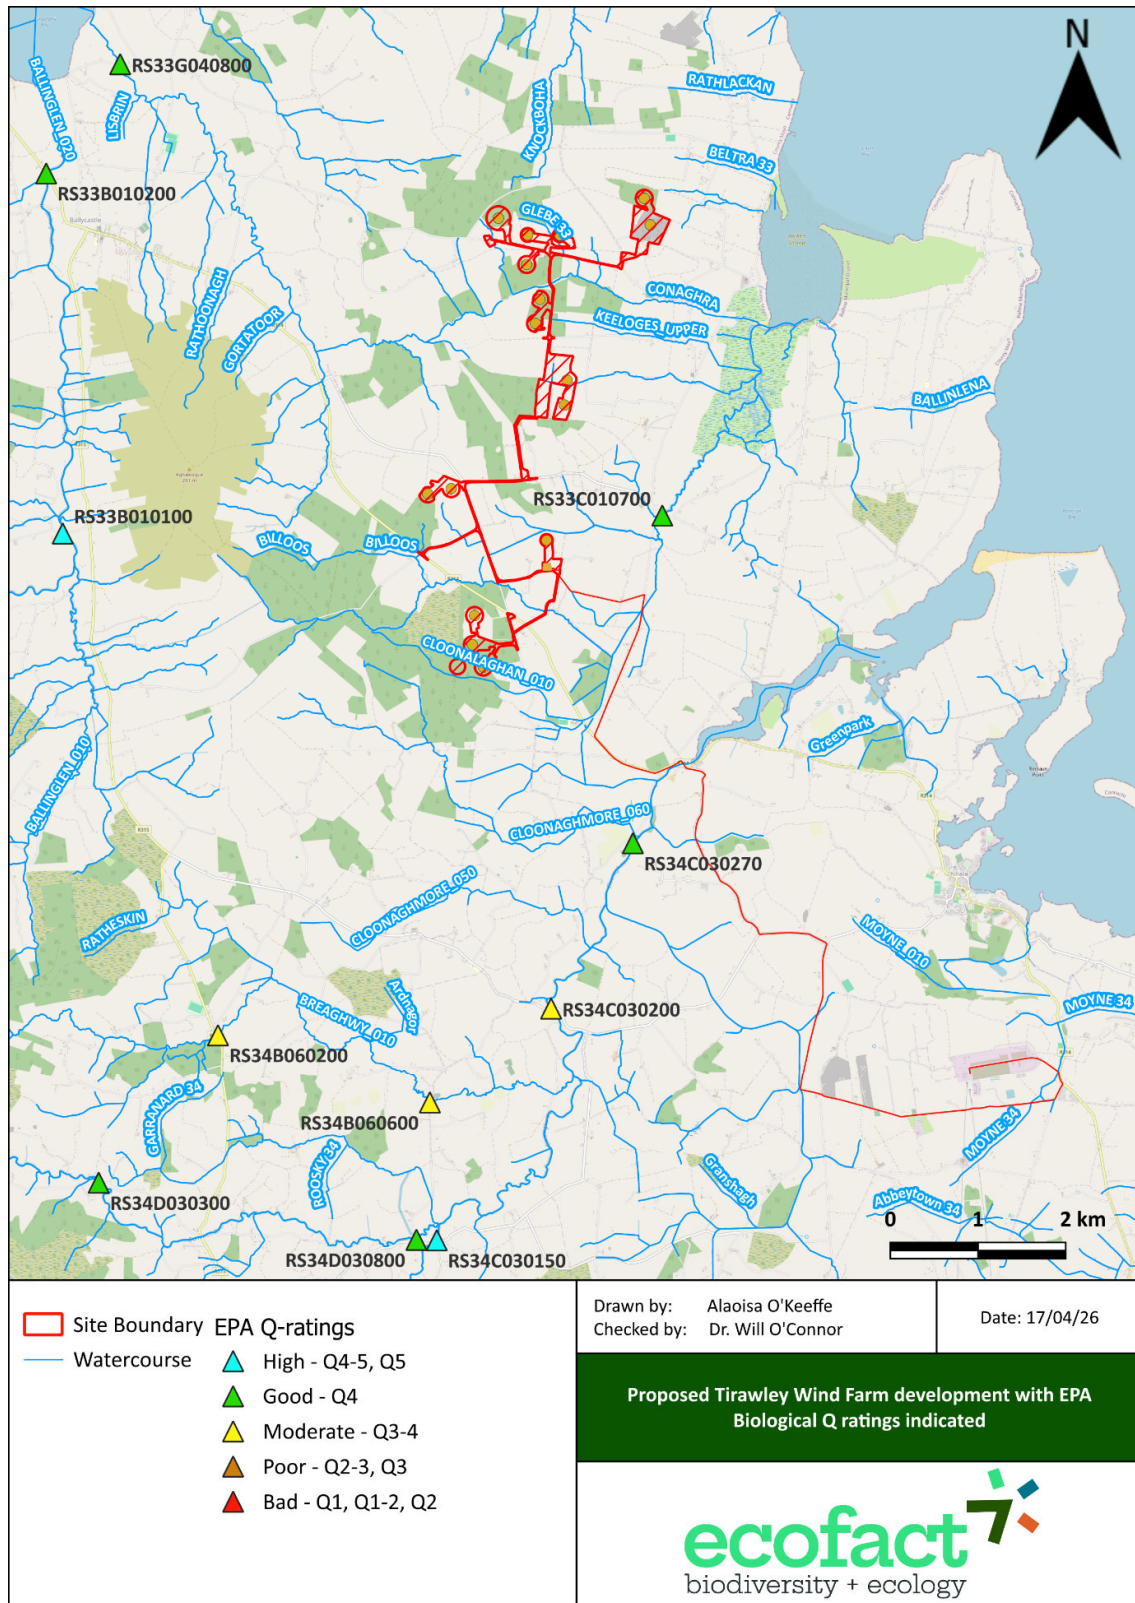 N
RS33G040800
RATHLACKAN
BALLINGLEN_020
LISBRIN
KNOCKBOHA
BELTRA 33
RS33B010200
GLEBE 33
Ballycastle
RATHOONAGH
GORTATOOR
CONAGHRA
KEELOGES_UPPER
BALLINLENA
RS33C010700
RS33B010100
BILLOOS
BILLOOS
CLOONALAGHAN_010
Greenpark
BALLINGLEN_010
R314
R315
CLOONAGHMORE_060
RS34C030270
CLOONAGHMORE_050
RATHESKIN
MOYNE_010
Ardnagor
BREAGHWY_010
RS34C030200
MOYNE 34
RS34B060200
GARRANARD 34
RS34B060600
MOYNE 34
ROOSKY 34
Granshagh
RS34D030300
Abbeytown 34
0 1 2 km
RS34D030800
RS34C030150
Site Boundary
Watercourse
EPA Q-ratings
High - Q4-5, Q5
Good - Q4
Moderate - Q3-4
Poor - Q2-3, Q3
Bad - Q1, Q1-2, Q2
Drawn by: Alaoisa O'Keeffe
Checked by: Dr. Will O'Connor
Date: 17/04/26
Proposed Tirawley Wind Farm development with EPA
Biological Q ratings indicated
ecofact
biodiversity + ecology